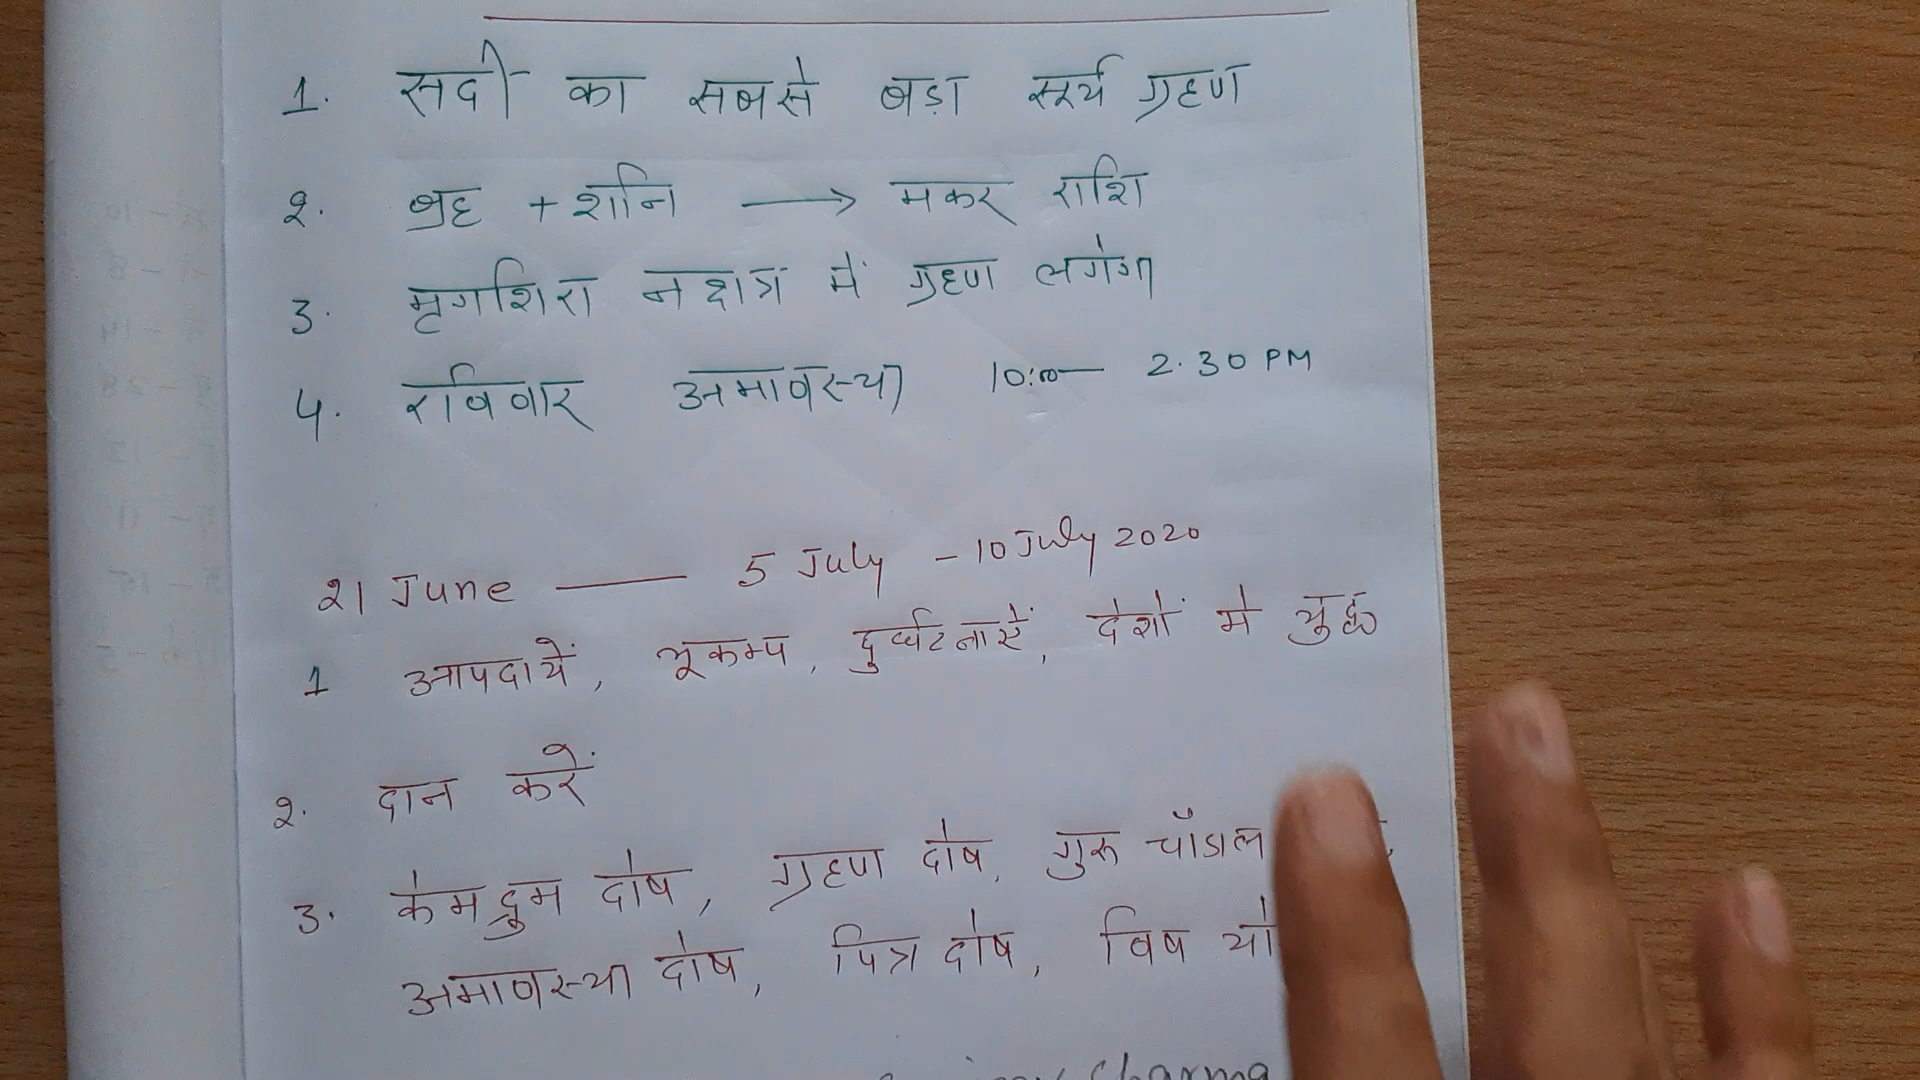 1. सदी का सबसे बड़ा सूर्य ग्रहण
2. बृह + शनि → मकर राशि
3. मृगशिरा नक्षत्र में ग्रहण लगेगा
4. रविवार अमावस्या 10:00— 2.30 PM
21 June —— 5 July - 10 July 2020
1 आपदायें, भूकम्प, दुर्घटनाऐं, देशों मे युद्ध
2. दान करें
3. केमद्रुम दोष, ग्रहण दोष, गुरू चाँडाल
अमावस्या दोष, पित्र दोष, विष
Charma